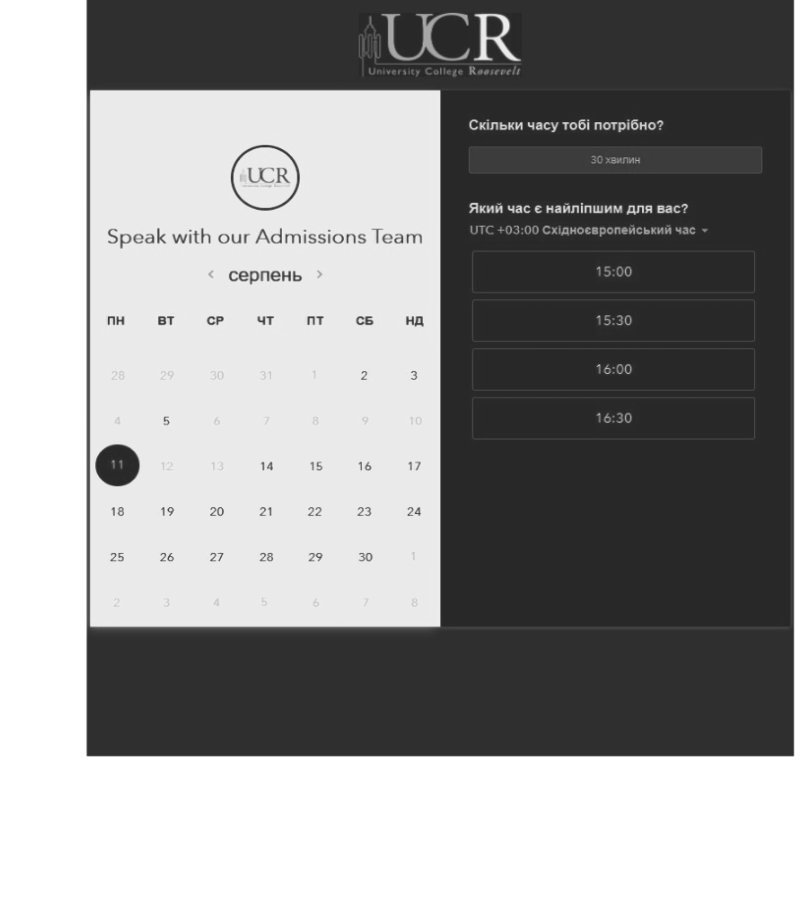 UCR
University College Roosevelt
UCR
Speak with our Admissions Team
< серпень >
ПН ВТ СР ЧТ ПТ СБ НД
28 29 30 31 1 2 3
4 5 6 7 8 9 10
11 12 13 14 15 16 17
18 19 20 21 22 23 24
25 26 27 28 29 30 1
2 3 4 5 6 7 8
Скільки часу тобі потрібно?
30 хвилин
Який час є найліпшим для вас?
UTC +03:00 Східноєвропейський час
15:00
15:30
16:00
16:30